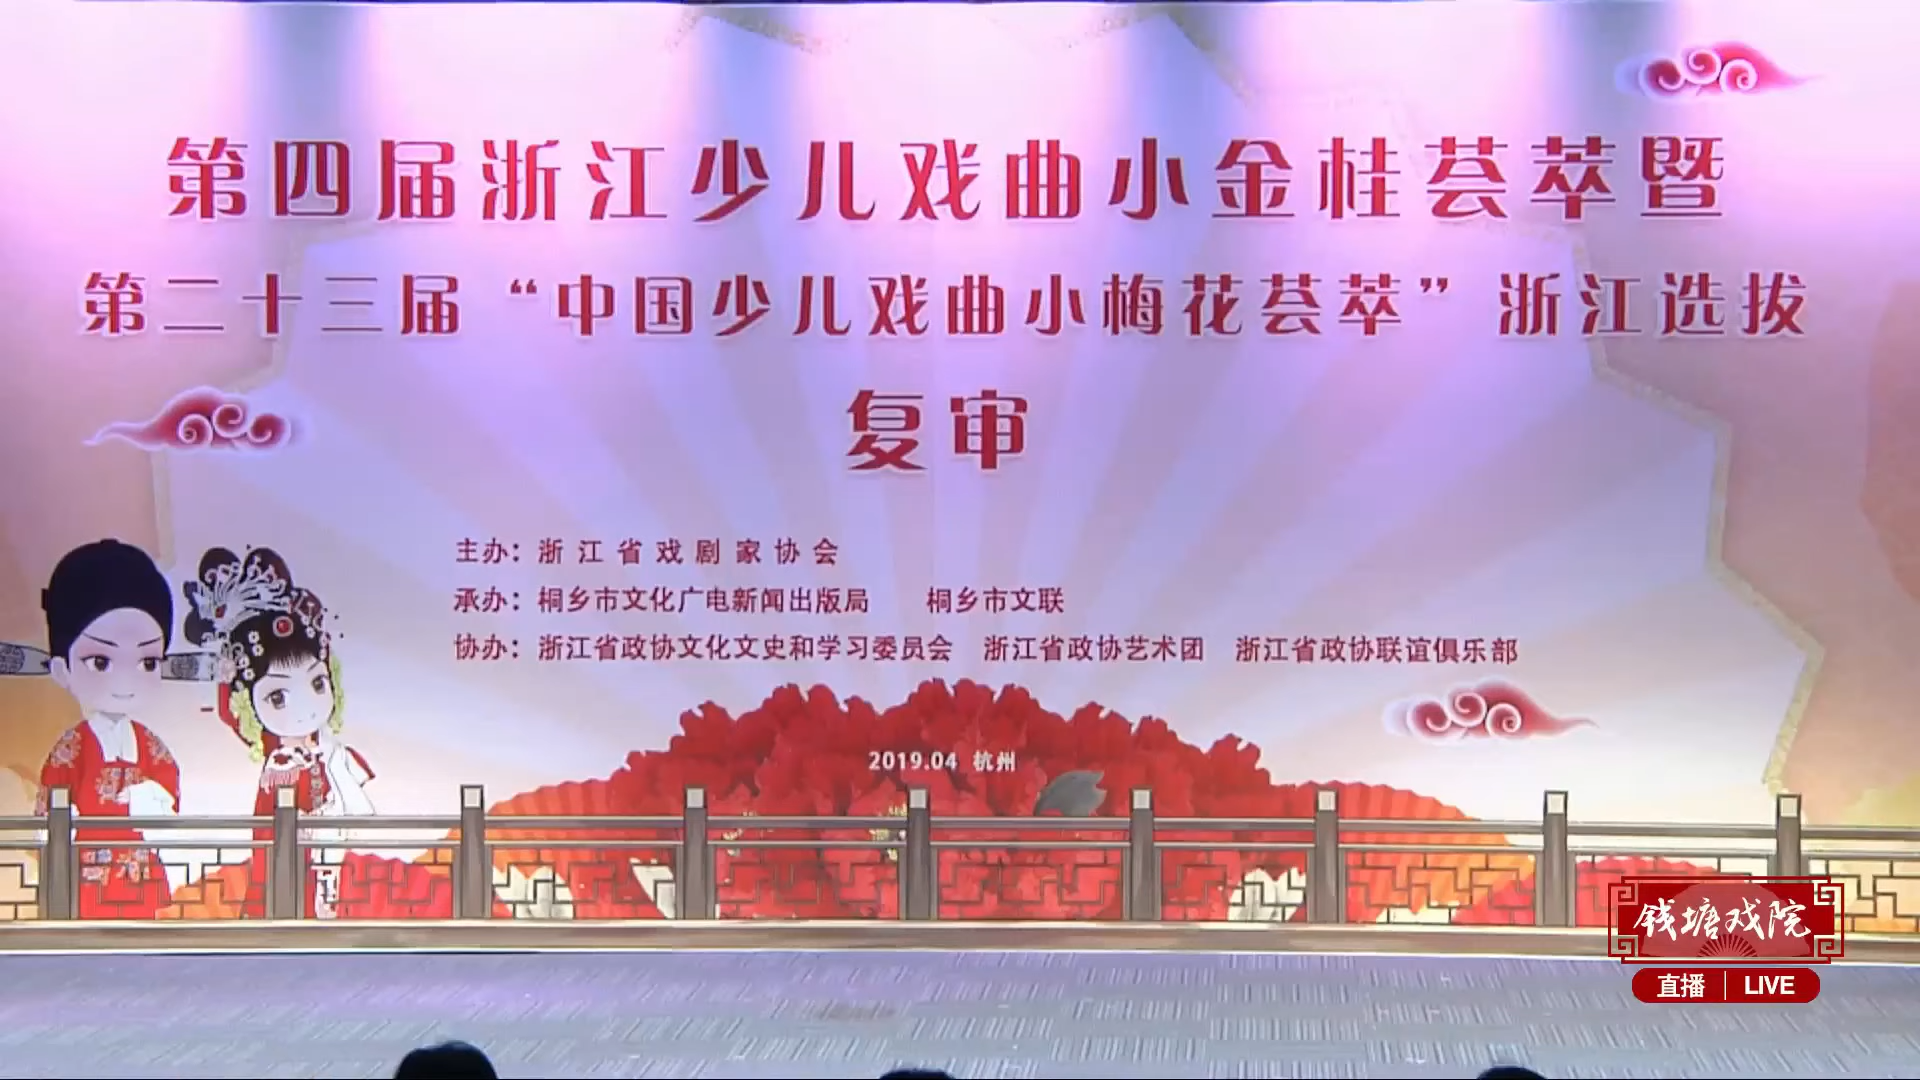 第四届浙江少儿戏曲小金桂荟萃暨
第二十三届“中国少儿戏曲小梅花荟萃”浙江选拔
复审
主办：浙江省戏剧家协会
承办：桐乡市文化广电新闻出版局 桐乡市文联
协办：浙江省政协文化文史和学习委员会 浙江省政协艺术团 浙江省政协联谊俱乐部
2019.04 杭州
钱塘戏院
直播 LIVE